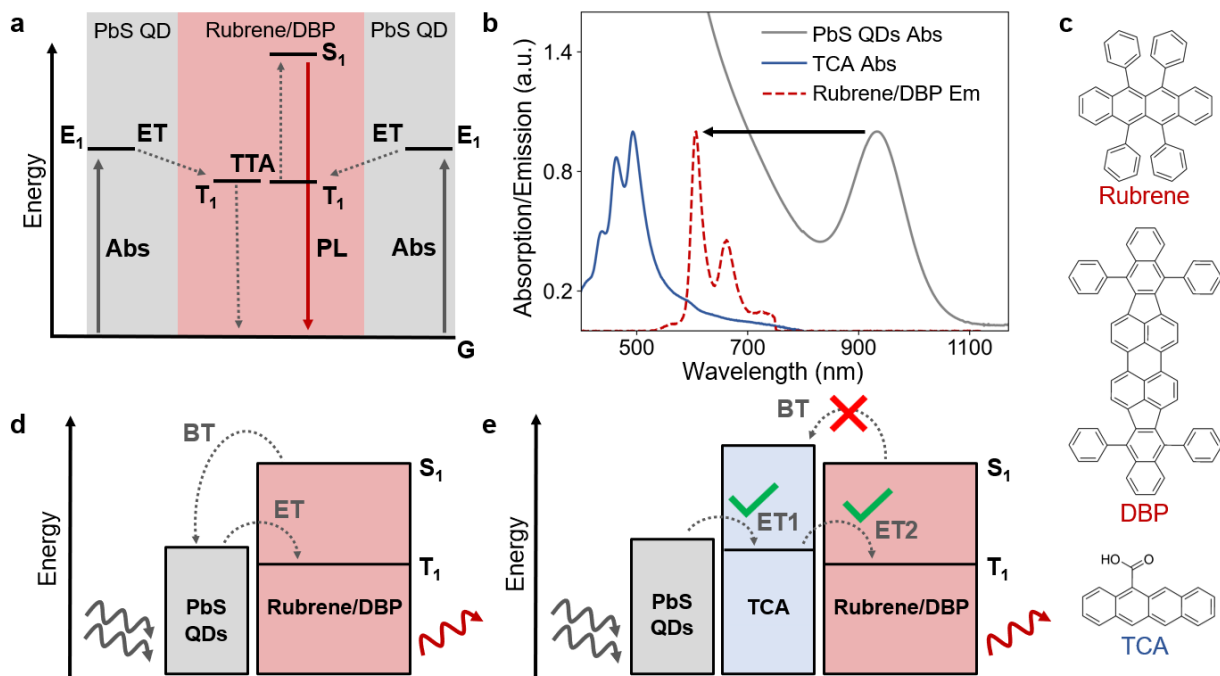 a
PbS QD
Rubrene/DBP
PbS QD
S1
E1
ET
ET
E1
TTA
T1
T1
Abs
PL
Abs
G
Energy
b
PbS QDs Abs
TCA Abs
Rubrene/DBP Em
1.4
0.8
0.2
Absorption/Emission (a.u.)
500
700
900
1100
Wavelength (nm)
c
Rubrene
DBP
HO
O
TCA
d
Energy
BT
S1
ET
T1
PbS
QDs
Rubrene/DBP
e
Energy
BT
S1
ET1
ET2
T1
PbS
QDs
TCA
Rubrene/DBP